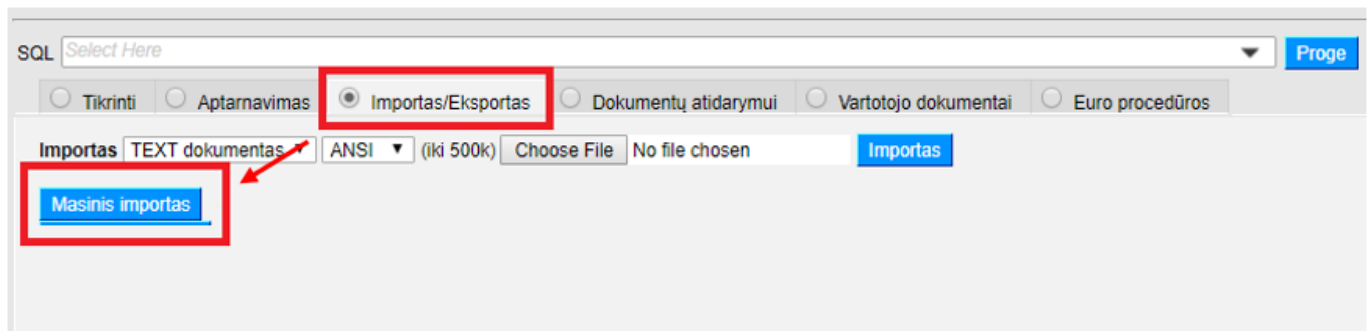 SQL Select Here Proge
Tikrinti Aptarnavimas Importas/Eksportas Dokumentų atidarymui Vartotojo dokumentai Euro procedūros
Importas TEXT dokumentas ANSI (iki 500k) Choose File No file chosen Importas
Masinis importas